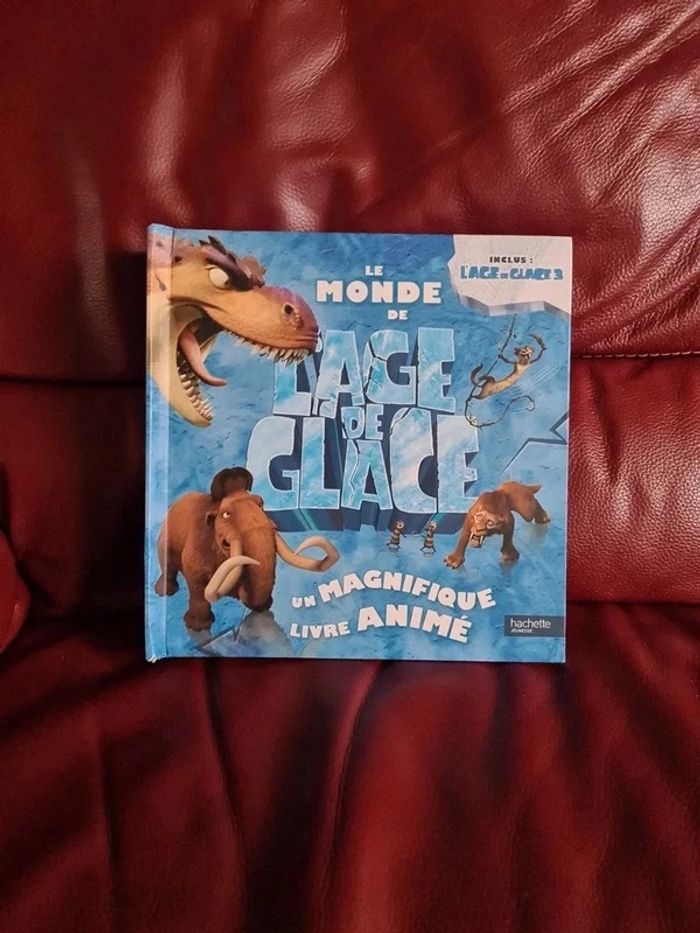 INCLUS :
L'AGE DE GLACE 3
LE
MONDE
DE
L'AGE
DE
GLACE
UN MAGNIFIQUE
LIVRE ANIMÉ
hachette
JEUNESSE